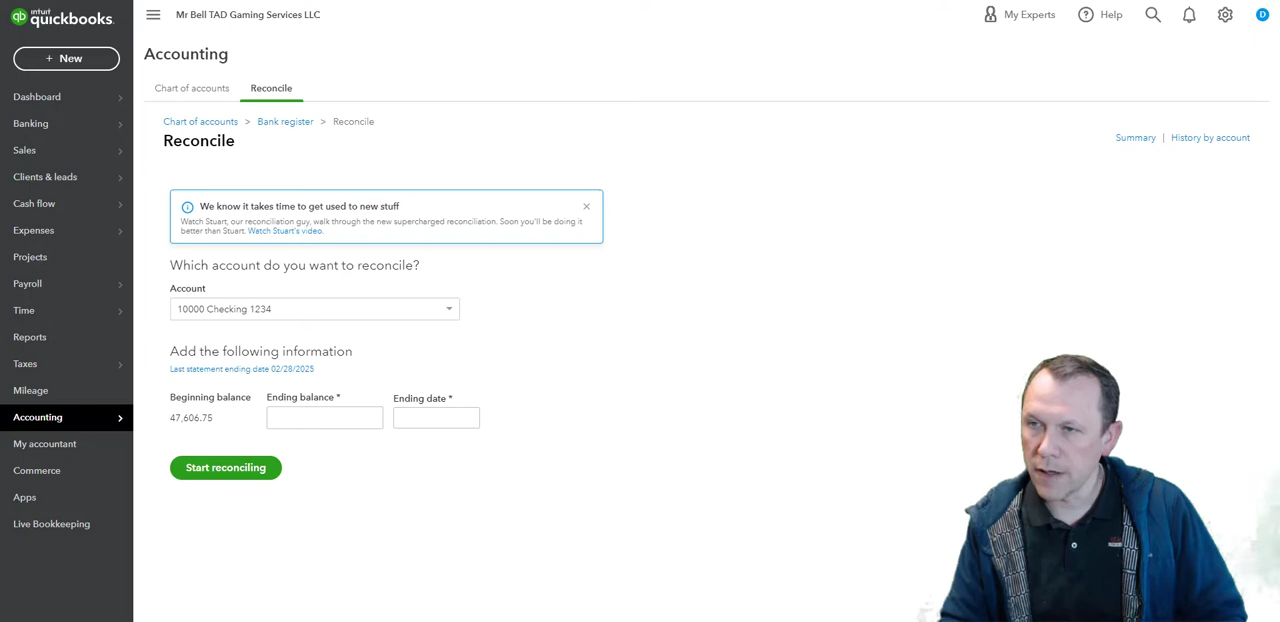 intuit
quickbooks.
Mr Bell TAD Gaming Services LLC
My Experts
Help
D
+ New
Dashboard
Banking
Sales
Clients & leads
Cash flow
Expenses
Projects
Payroll
Time
Reports
Taxes
Mileage
Accounting
My accountant
Commerce
Apps
Live Bookkeeping
Accounting
Chart of accounts
Reconcile
Chart of accounts > Bank register > Reconcile
Reconcile
Summary | History by account
We know it takes time to get used to new stuff
Watch Stuart, our reconciliation guy, walk through the new supercharged reconciliation. Soon you'll be doing it
better than Stuart. Watch Stuart's video.
Which account do you want to reconcile?
Account
10000 Checking 1234
Add the following information
Last statement ending date 02/28/2025
Beginning balance Ending balance * Ending date *
47,606.75
Start reconciling